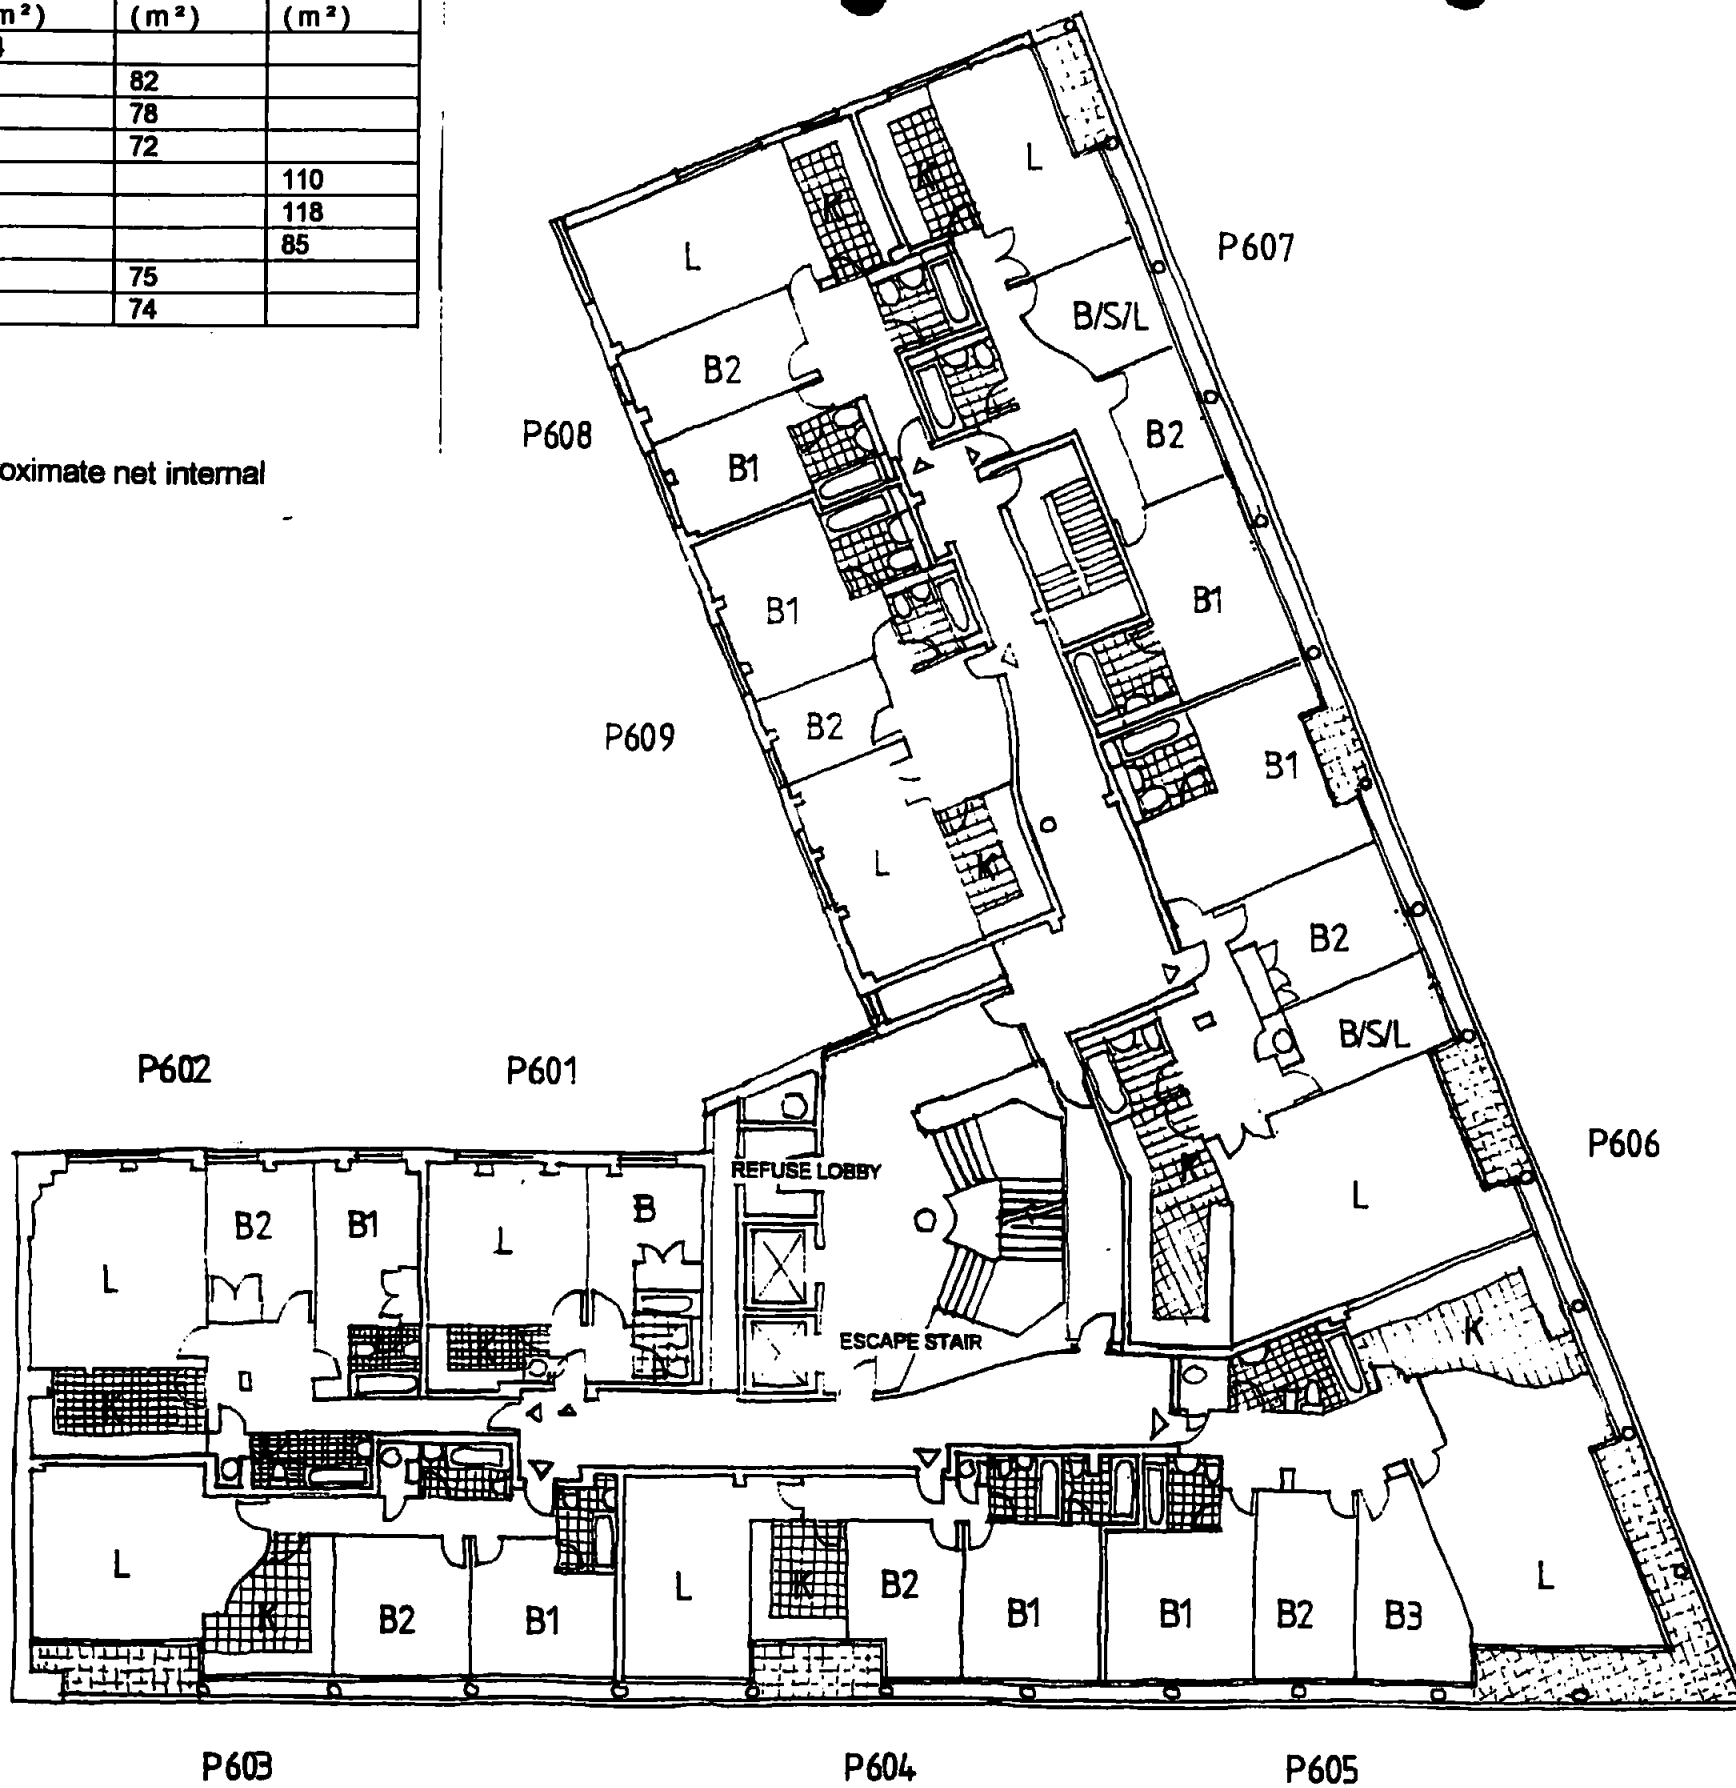 m²) (m²) (m²)
4
82
78
72
110
118
85
75
74
oximate net internal
P607
P608
P609
P606
P602 P601
P603 P604 P605
L K K L
B2 B/S/L
B1 B2
B1 B1
B2 B1
L K B2
B/S/L
K L
REFUSE LOBBY
L B2 B1 L B
ESCAPE STAIR
K K K
L K B2 B1 L K B2 B1 B1 B2 B3 L